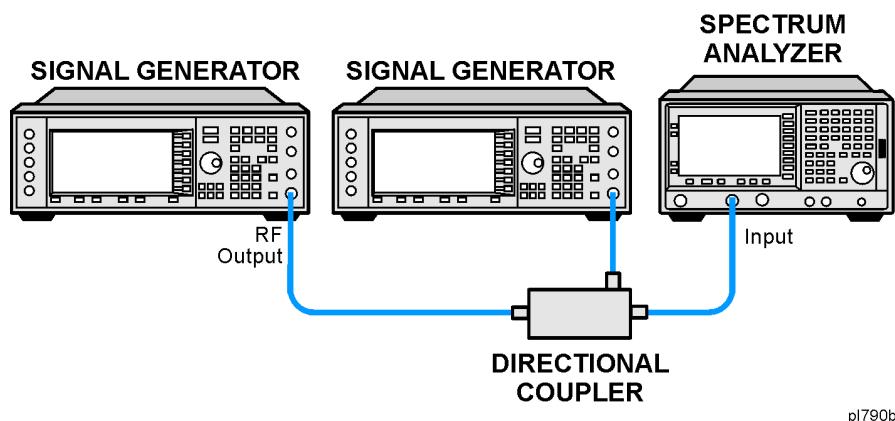 SPECTRUM
ANALYZER
SIGNAL GENERATOR
SIGNAL GENERATOR
RF
Output
Input
DIRECTIONAL
COUPLER
pl790b